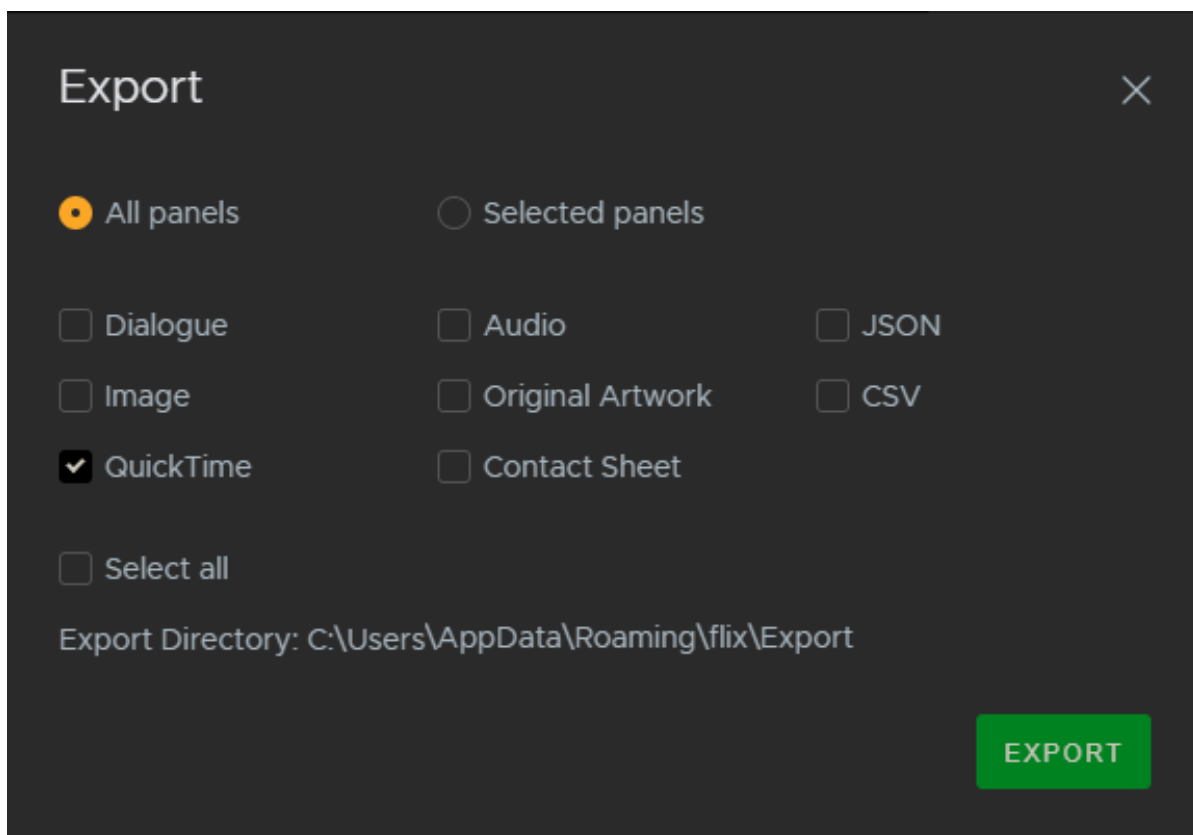 Export
All panels Selected panels
Dialogue Audio JSON
Image Original Artwork CSV
QuickTime Contact Sheet
Select all
Export Directory: C:\Users\AppData\Roaming\flix\Export
EXPORT